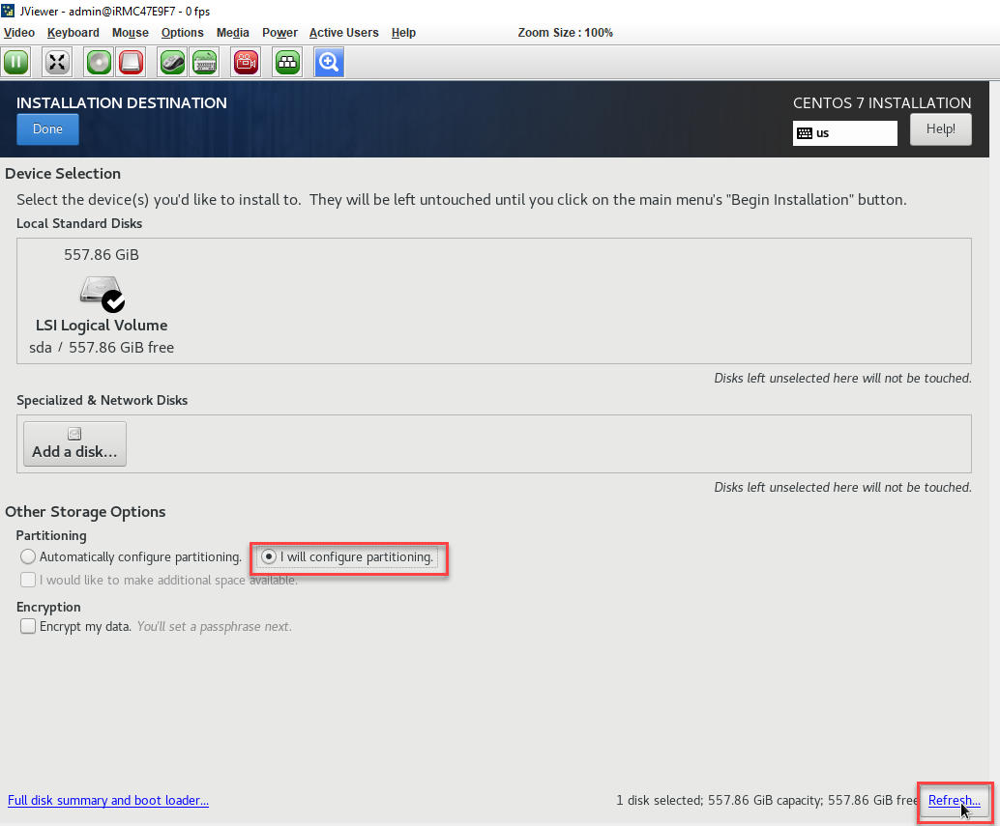 JViewer - admin@iRMC47E9F7 - 0 fps
Video Keyboard Mouse Options Media Power Active Users Help Zoom Size : 100%
INSTALLATION DESTINATION
CENTOS 7 INSTALLATION
Done
us
Help!
Device Selection
Select the device(s) you'd like to install to. They will be left untouched until you click on the main menu's "Begin Installation" button.
Local Standard Disks
557.86 GiB
LSI Logical Volume
sda / 557.86 GiB free
Disks left unselected here will not be touched.
Specialized & Network Disks
Add a disk...
Disks left unselected here will not be touched.
Other Storage Options
Partitioning
Automatically configure partitioning. I will configure partitioning.
I would like to make additional space available.
Encryption
Encrypt my data. You'll set a passphrase next.
Full disk summary and boot loader... 1 disk selected; 557.86 GiB capacity; 557.86 GiB free Refresh...